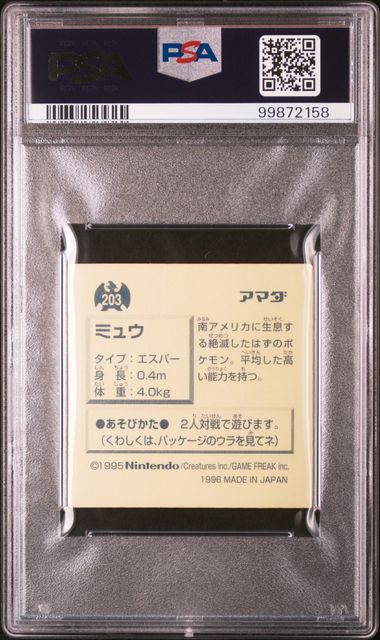 PSA
PSA
99872158
203
アマダ
ミュウ
タイプ：エスパー
身長：0.4m
体重：4.0kg
南アメリカに生息す
る絶滅したはずのポ
ケモン。平均した高
い能力を持つ。
●あそびかた● 2人対戦で遊びます。
(くわしくは、パッケージのウラを見てネ)
©1995 Nintendo/Creatures inc./GAME FREAK inc.
1996 MADE IN JAPAN